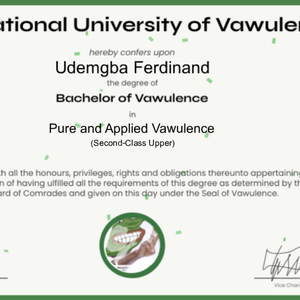 ational University of Vawulen
hereby confers upon
Udemgba Ferdinand
the degree of
Bachelor of Vawulence
in
Pure and Applied Vawulence
(Second-Class Upper)
h all the honours, privileges, rights and obligations thereunto appertaining
n of having ulfilled all the requirements of this degree as determined by th
ard of Comrades and given on this day under the Seal of Vawulence.
Vice Chan